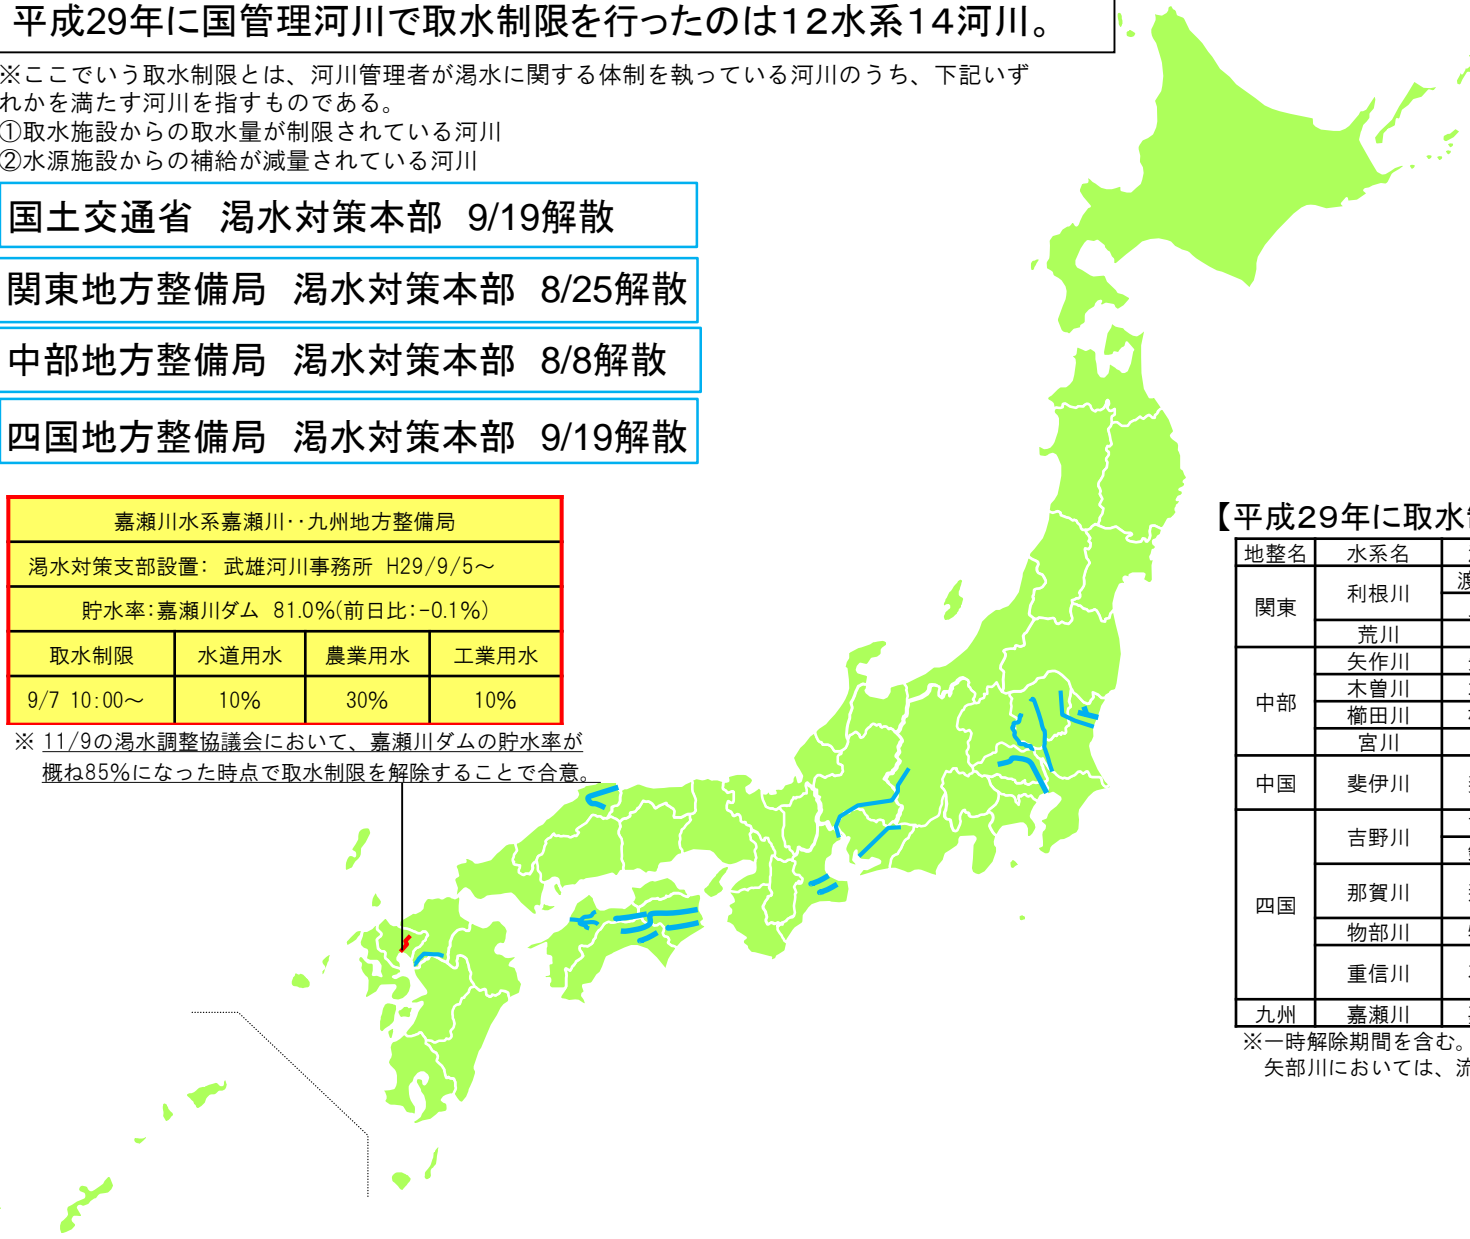 平成29年に国管理河川で取水制限を行ったのは12水系14河川。
※ここでいう取水制限とは、河川管理者が渇水に関する体制を執っている河川のうち、下記いず
れかを満たす河川を指すものである。
①取水施設からの取水量が制限されている河川
②水源施設からの補給が減量されている河川
国土交通省　渇水対策本部　9/19解散
関東地方整備局　渇水対策本部　8/25解散
中部地方整備局　渇水対策本部　8/8解散
四国地方整備局　渇水対策本部　9/19解散
嘉瀬川水系嘉瀬川‥九州地方整備局
渇水対策支部設置：　武雄河川事務所　H29/9/5～
貯水率：嘉瀬川ダム　81.0%(前日比：-0.1%)
取水制限　水道用水　農業用水　工業用水
9/7 10:00～　10%　30%　10%
※ 11/9の渇水調整協議会において、嘉瀬川ダムの貯水率が
概ね85%になった時点で取水制限を解除することで合意。
【平成29年に取水
地整名　水系名
関東　利根川　渡
荒川
中部　矢作川
木曽川
櫛田川
宮川
中国　斐伊川
四国　吉野川
那賀川
物部川
重信川
九州　嘉瀬川
※一時解除期間を含む。
矢部川においては、流